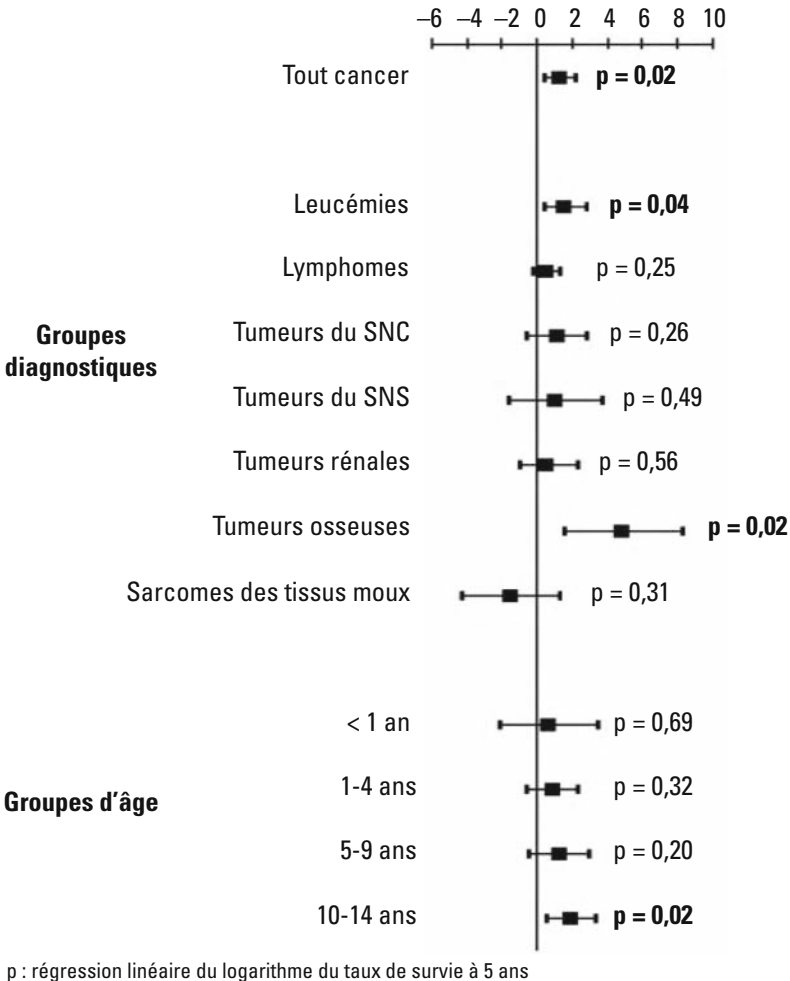 –6 –4 –2 0 2 4 6 8 10
Tout cancer p = 0,02
Leucémies p = 0,04
Lymphomes p = 0,25
Groupes diagnostiques
Tumeurs du SNC p = 0,26
Tumeurs du SNS p = 0,49
Tumeurs rénales p = 0,56
Tumeurs osseuses p = 0,02
Sarcomes des tissus moux p = 0,31
< 1 an p = 0,69
Groupes d'âge
1-4 ans p = 0,32
5-9 ans p = 0,20
10-14 ans p = 0,02
p : régression linéaire du logarithme du taux de survie à 5 ans